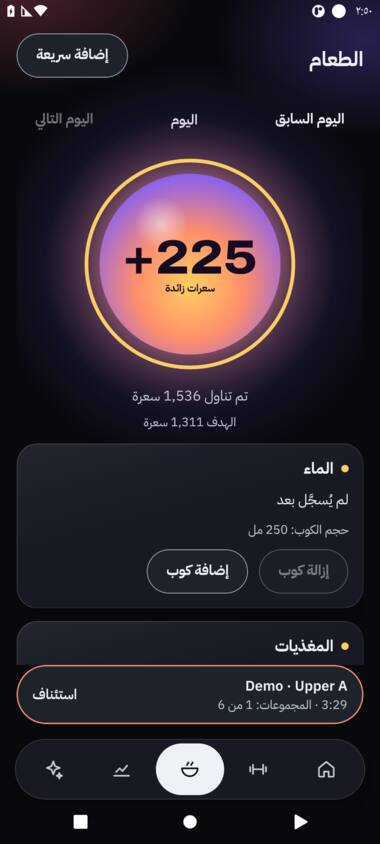 ٢:٥٠
الطعام
إضافة سريعة
اليوم السابق
اليوم
اليوم التالي
+225
سعرات زائدة
تم تناول 1,536 سعرة
الهدف 1,311 سعرة
الماء
لم يُسجَّل بعد
حجم الكوب: 250 مل
إزالة كوب
إضافة كوب
المغذيات
Demo · Upper A
3:29 · المجموعات: 1 من 6
استئناف